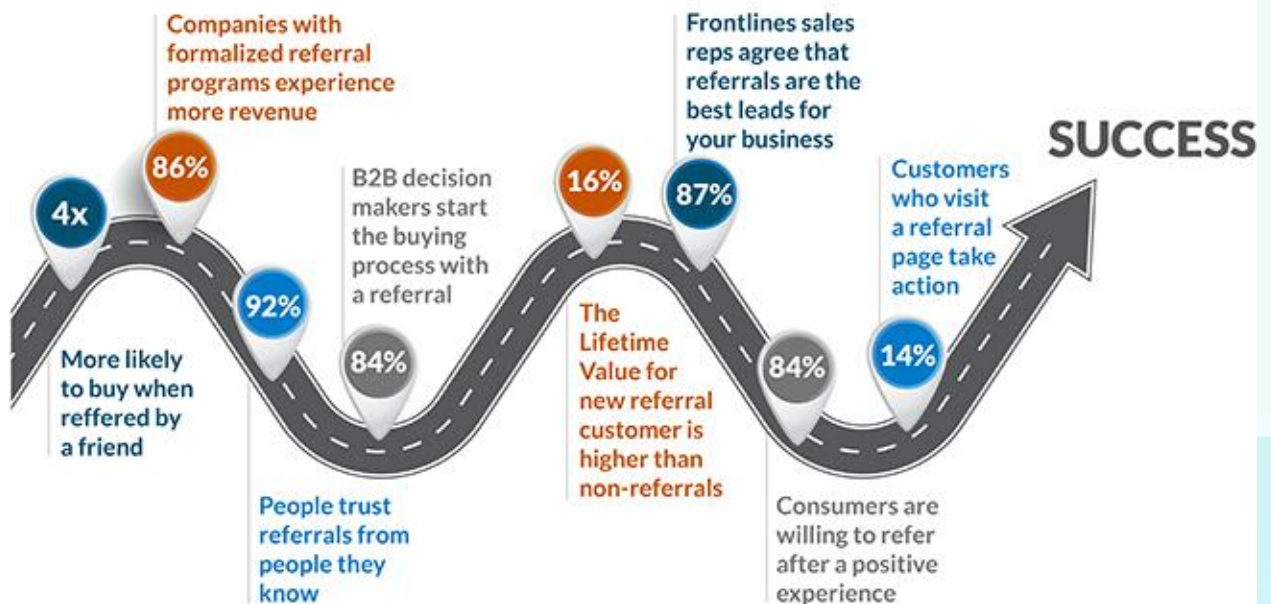 4x
More likely
to buy when
reffered by
a friend
86%
Companies with
formalized referral
programs experience
more revenue
92%
People trust
referrals from
people they
know
84%
B2B decision
makers start
the buying
process with
a referral
16%
The
Lifetime
Value for
new referral
customer is
higher than
non-referrals
87%
Frontlines sales
reps agree that
referrals are the
best leads for
your business
84%
Consumers are
willing to refer
after a positive
experience
14%
Customers
who visit
a referral
page take
action
SUCCESS